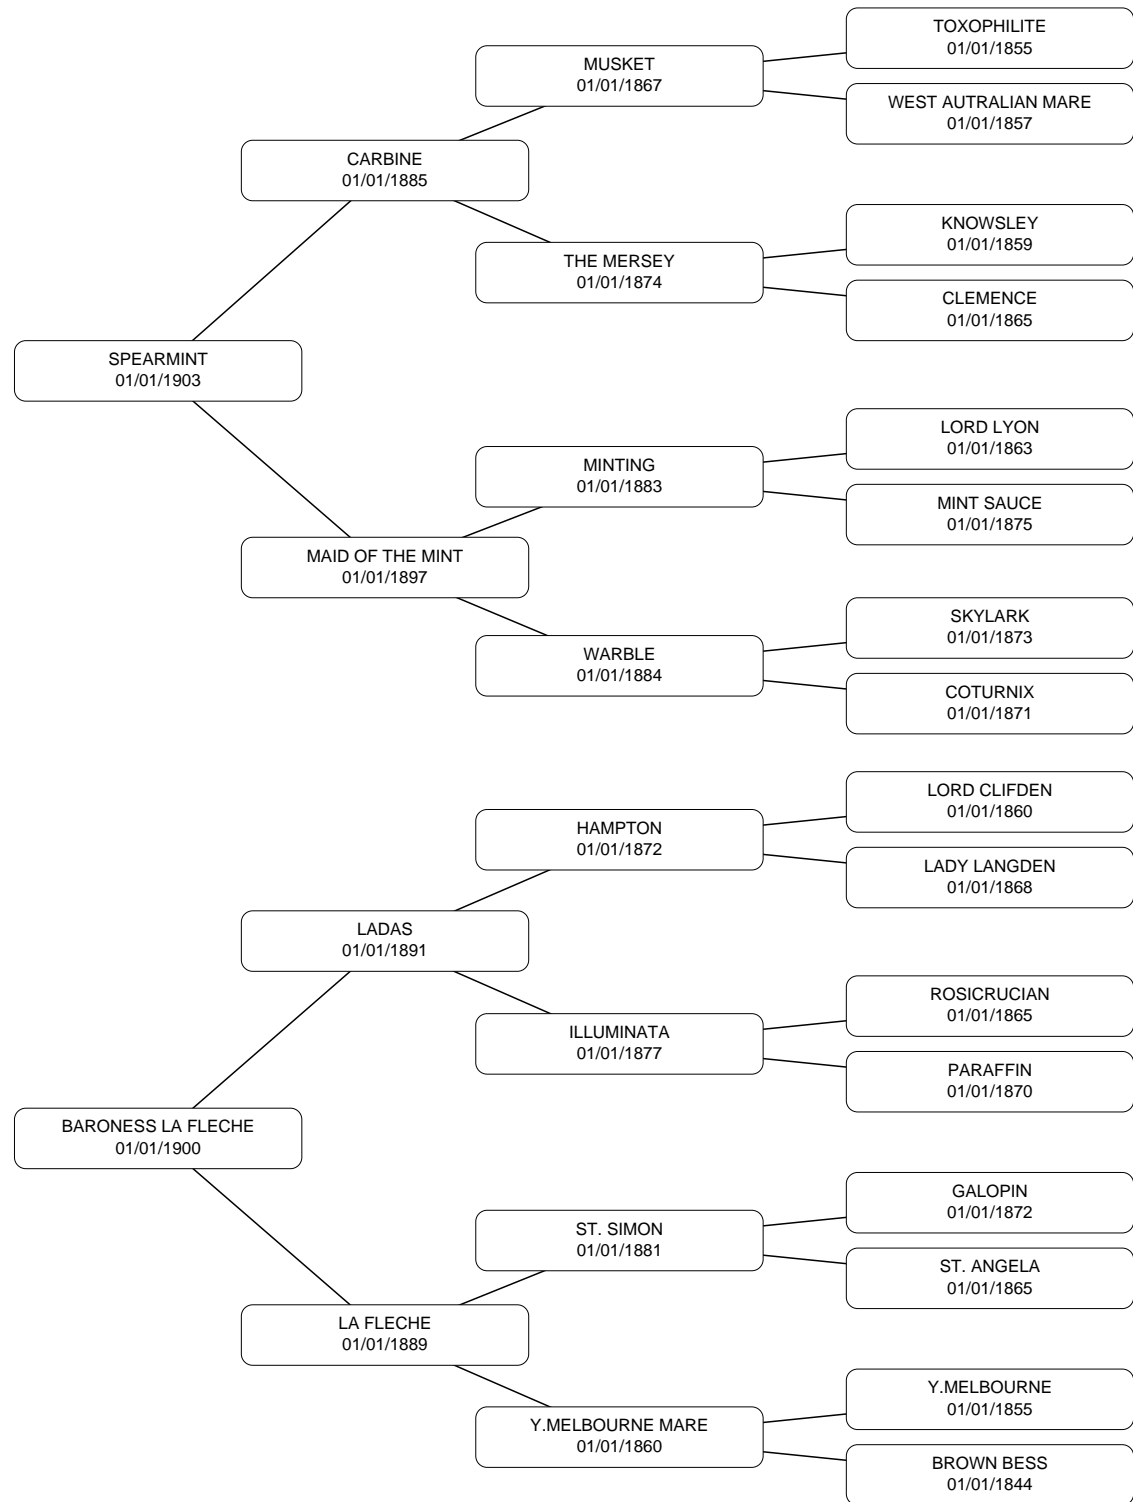 TOXOPHILITE
01/01/1855
MUSKET
01/01/1867
WEST AUTRALIAN MARE
01/01/1857
CARBINE
01/01/1885
KNOWSLEY
01/01/1859
THE MERSEY
01/01/1874
CLEMENCE
01/01/1865
SPEARMINT
01/01/1903
LORD LYON
01/01/1863
MINTING
01/01/1883
MINT SAUCE
01/01/1875
MAID OF THE MINT
01/01/1897
SKYLARK
01/01/1873
WARBLE
01/01/1884
COTURNIX
01/01/1871
LORD CLIFDEN
01/01/1860
HAMPTON
01/01/1872
LADY LANGDEN
01/01/1868
LADAS
01/01/1891
ROSICRUCIAN
01/01/1865
ILLUMINATA
01/01/1877
PARAFFIN
01/01/1870
BARONESS LA FLECHE
01/01/1900
GALOPIN
01/01/1872
ST. SIMON
01/01/1881
ST. ANGELA
01/01/1865
LA FLECHE
01/01/1889
Y.MELBOURNE
01/01/1855
Y.MELBOURNE MARE
01/01/1860
BROWN BESS
01/01/1844